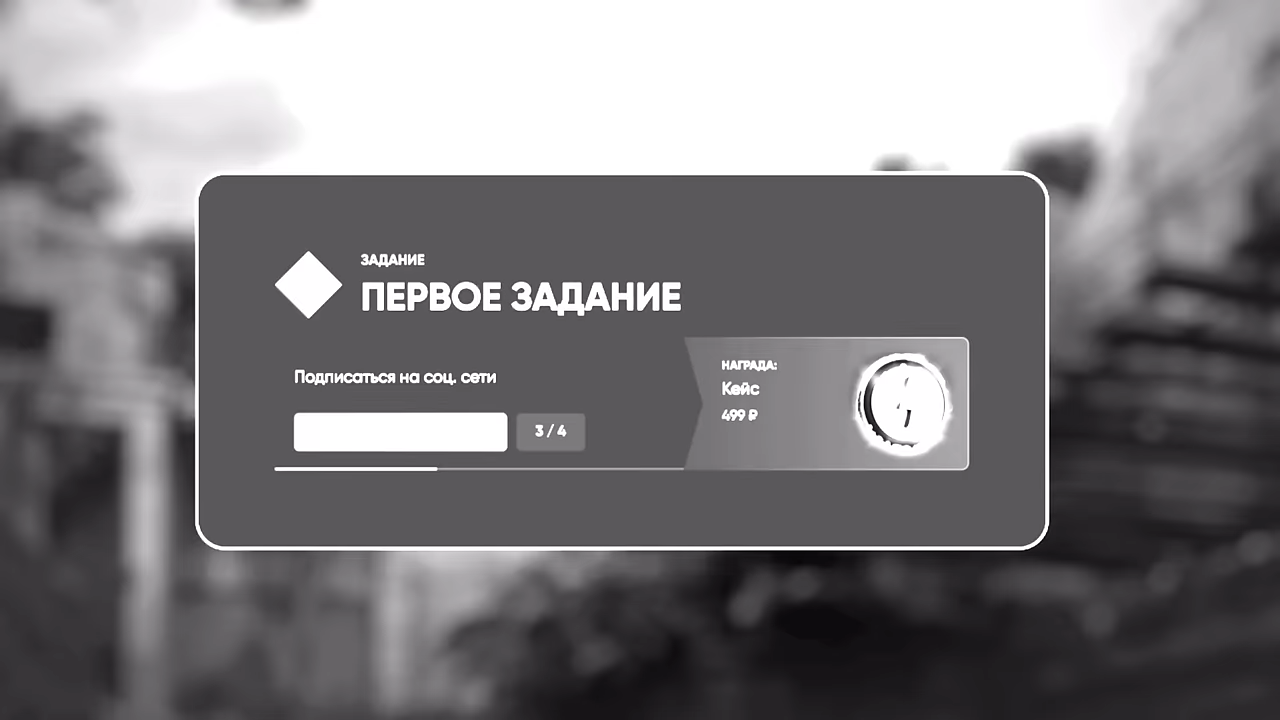 ЗАДАНИЕ
ПЕРВОЕ ЗАДАНИЕ
Подписаться на соц. сети
3 / 4
НАГРАДА:
Кейс
499 ₽